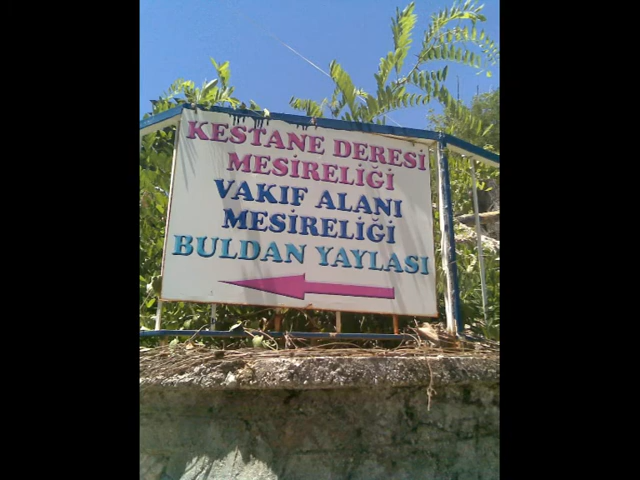 KESTANE DERESİ
MESİRELİĞİ
VAKIF ALANI
MESİRELİĞİ
BULDAN YAYLASI